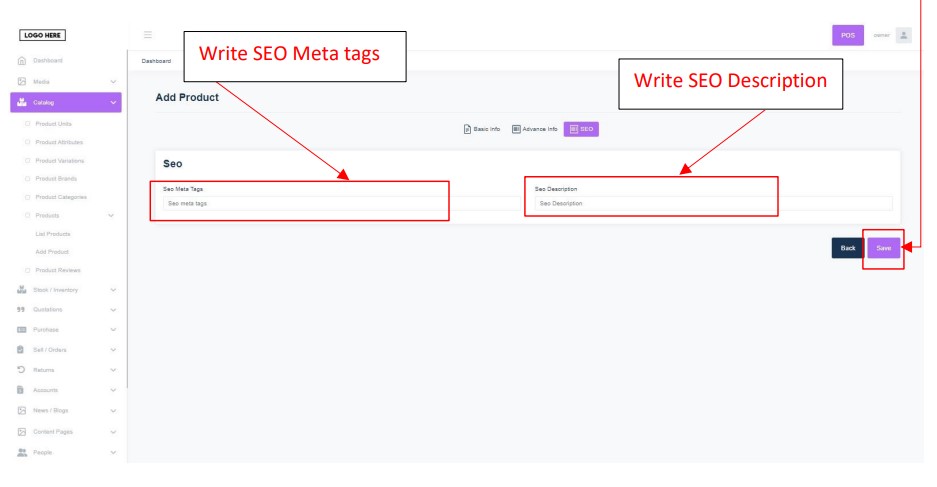 LOGO HERE
POS owner
Dashboard
Media
Catalog
Product Units
Product Attributes
Product Variations
Product Brands
Product Categories
Products
List Products
Add Product
Product Reviews
Stock / Inventory
Quotations
Purchase
Sell / Orders
Returns
Accounts
News / Blogs
Content Pages
People
Dashboard
Write SEO Meta tags
Write SEO Description
Add Product
Basic Info Advance Info SEO
Seo
Seo Meta Tags
Seo meta tags
Seo Description
Seo Description
Back Save